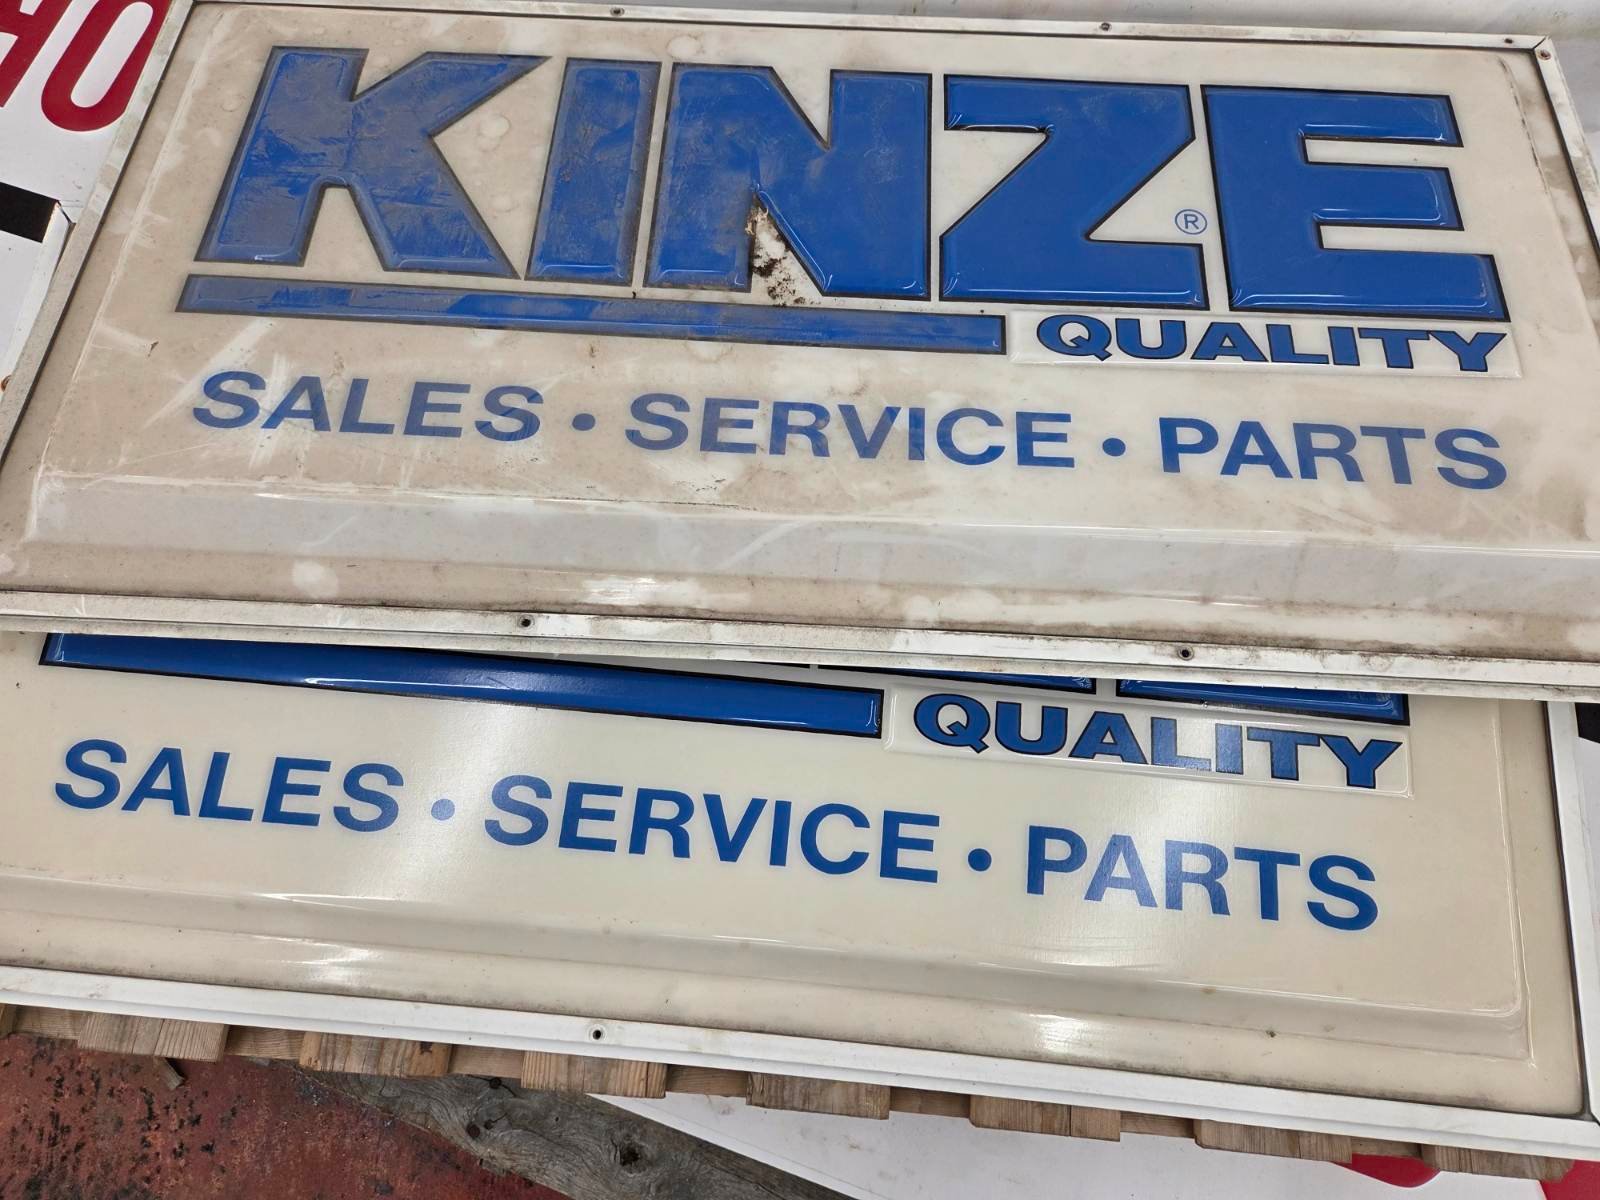 KINZE®
QUALITY
SALES • SERVICE • PARTS
QUALITY
SALES • SERVICE • PARTS